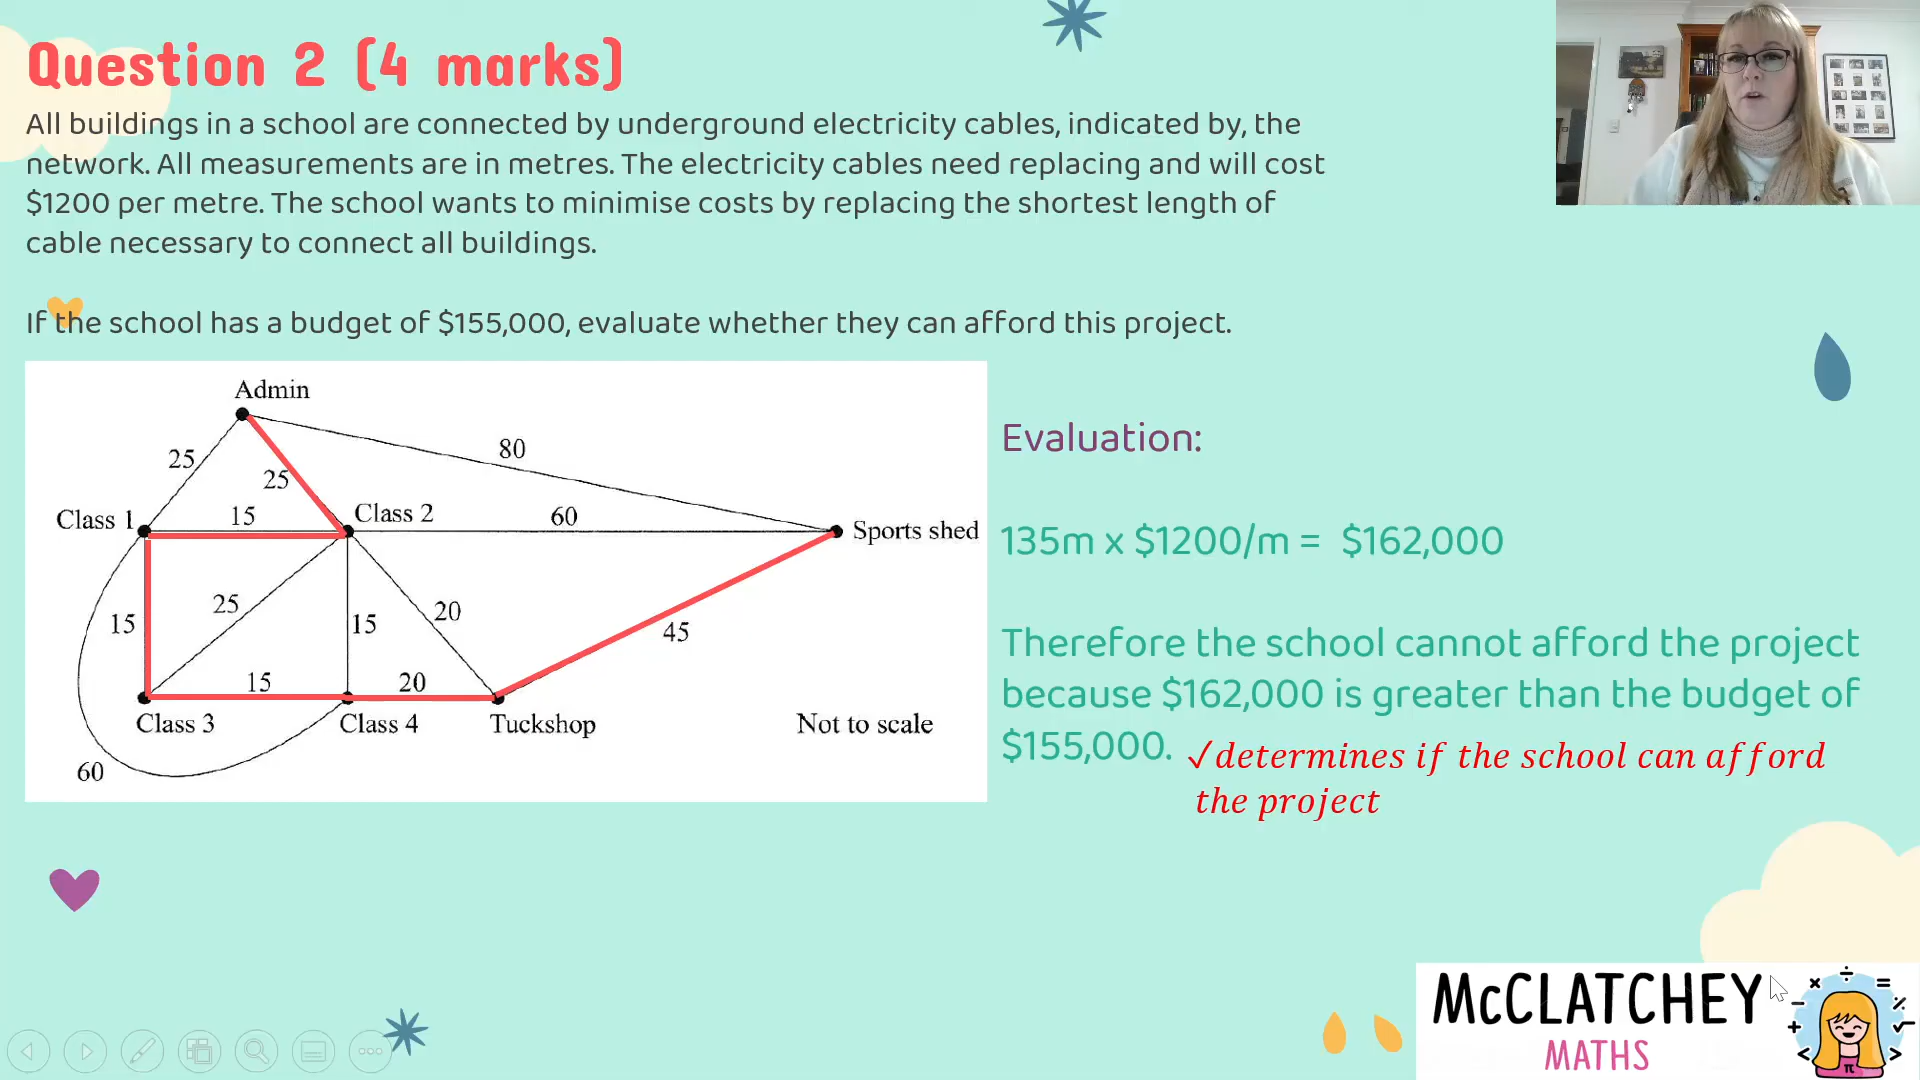 Question 2 (4 marks)
All buildings in a school are connected by underground electricity cables, indicated by, the
network. All measurements are in metres. The electricity cables need replacing and will cost
$1200 per metre. The school wants to minimise costs by replacing the shortest length of
cable necessary to connect all buildings.
If the school has a budget of $155,000, evaluate whether they can afford this project.
Admin
80
25
25
Class 1
15
Class 2
60
Sports shed
15
25
15
20
45
15
20
Class 3
Class 4
Tuckshop
Not to scale
60
Evaluation:
135m x $1200/m = $162,000
Therefore the school cannot afford the project
because $162,000 is greater than the budget of
$155,000. ✓determines if the school can afford
the project
McCLATCHEY
MATHS
× ÷ =
− %
+ √
< π >